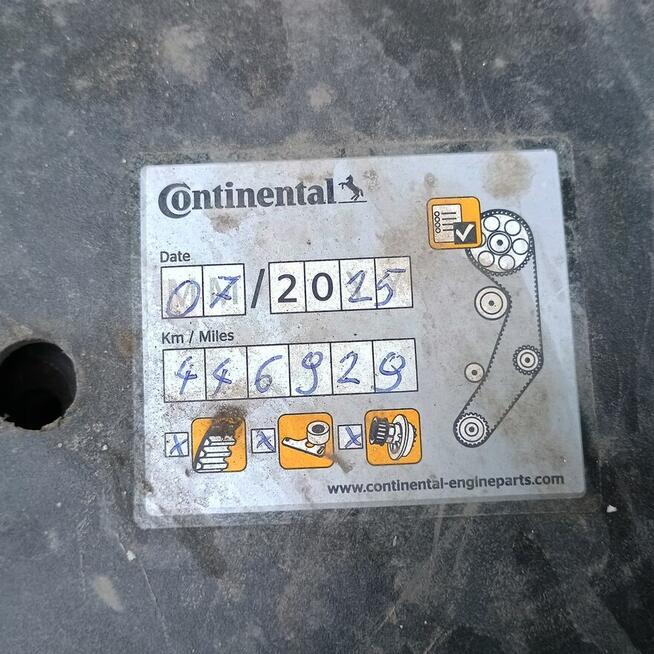 Continental
Date
07/2025
Km / Miles
446929
x x x
www.continental-engineparts.com